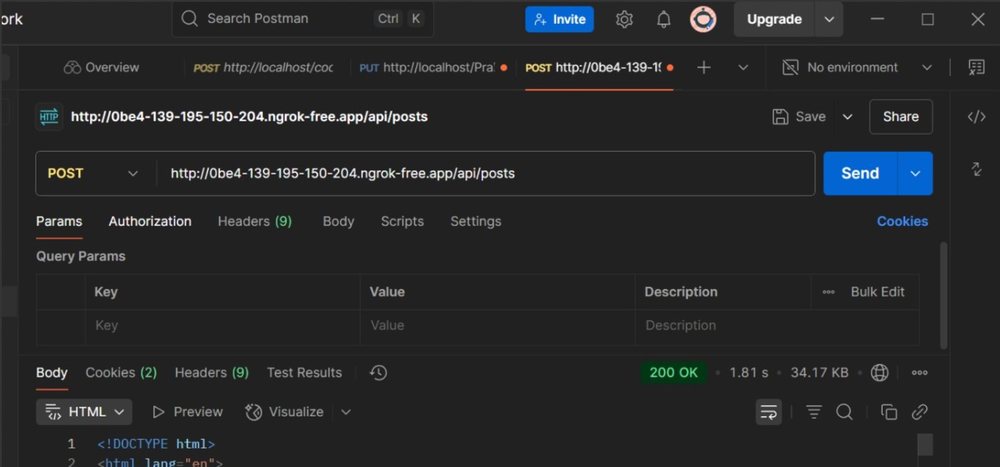 ork
Search Postman Ctrl K Invite Upgrade
Overview POST http://localhost/coc PUT http://localhost/Pra POST http://0be4-139-19 No environment
HTTP http://0be4-139-195-150-204.ngrok-free.app/api/posts Save Share
POST http://0be4-139-195-150-204.ngrok-free.app/api/posts Send
Params Authorization Headers (9) Body Scripts Settings Cookies
Query Params
Key Value Description Bulk Edit
Key Value Description
Body Cookies (2) Headers (9) Test Results 200 OK • 1.81 s • 34.17 KB •
HTML Preview Visualize
1 <!DOCTYPE html>
2 <html lang="en">